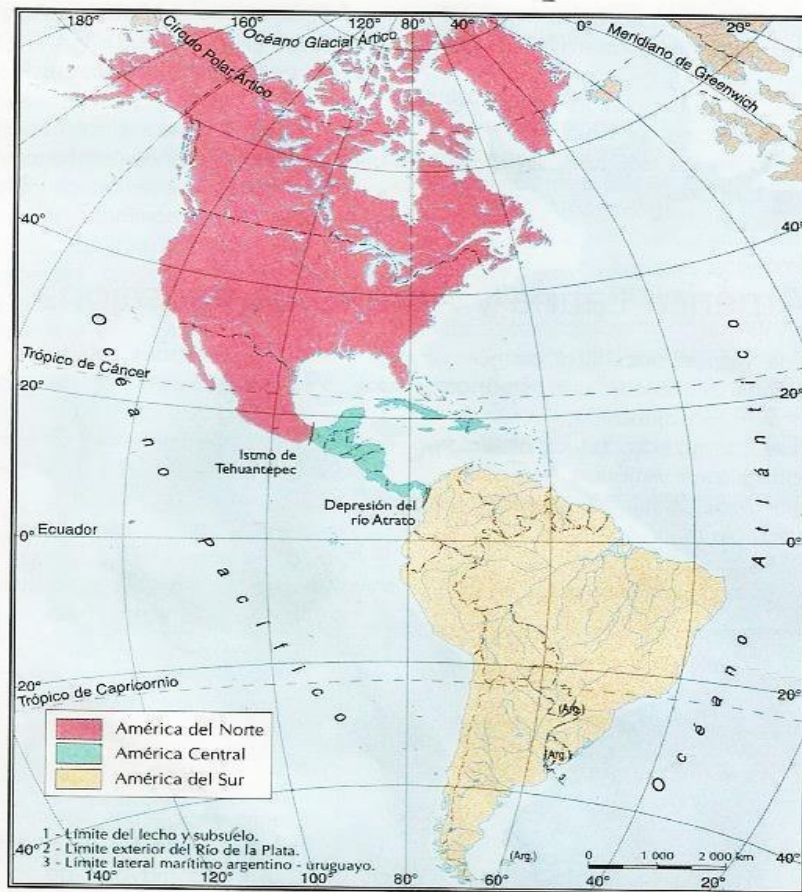 180°
160°
140°
120°
80°
40°
0°
20°
Océano Glacial Ártico
Círculo Polar Ártico
Meridiano de Greenwich
40°
40°
Trópico de Cáncer
20°
20°
Océano Pacífico
Océano Atlántico
Istmo de
Tehuantepec
Depresión del
río Atrato
0° Ecuador
0°
20°
Trópico de Capricornio
20°
(Arg.)
(Arg.)
2
América del Norte
América Central
América del Sur
1 - Límite del lecho y subsuelo.
2 - Límite exterior del Río de la Plata.
3 - Límite lateral marítimo argentino - uruguayo.
(Arg.)
0 1 000 2 000 km
40°
140°
120°
100°
80°
60°
40°
20°
40°